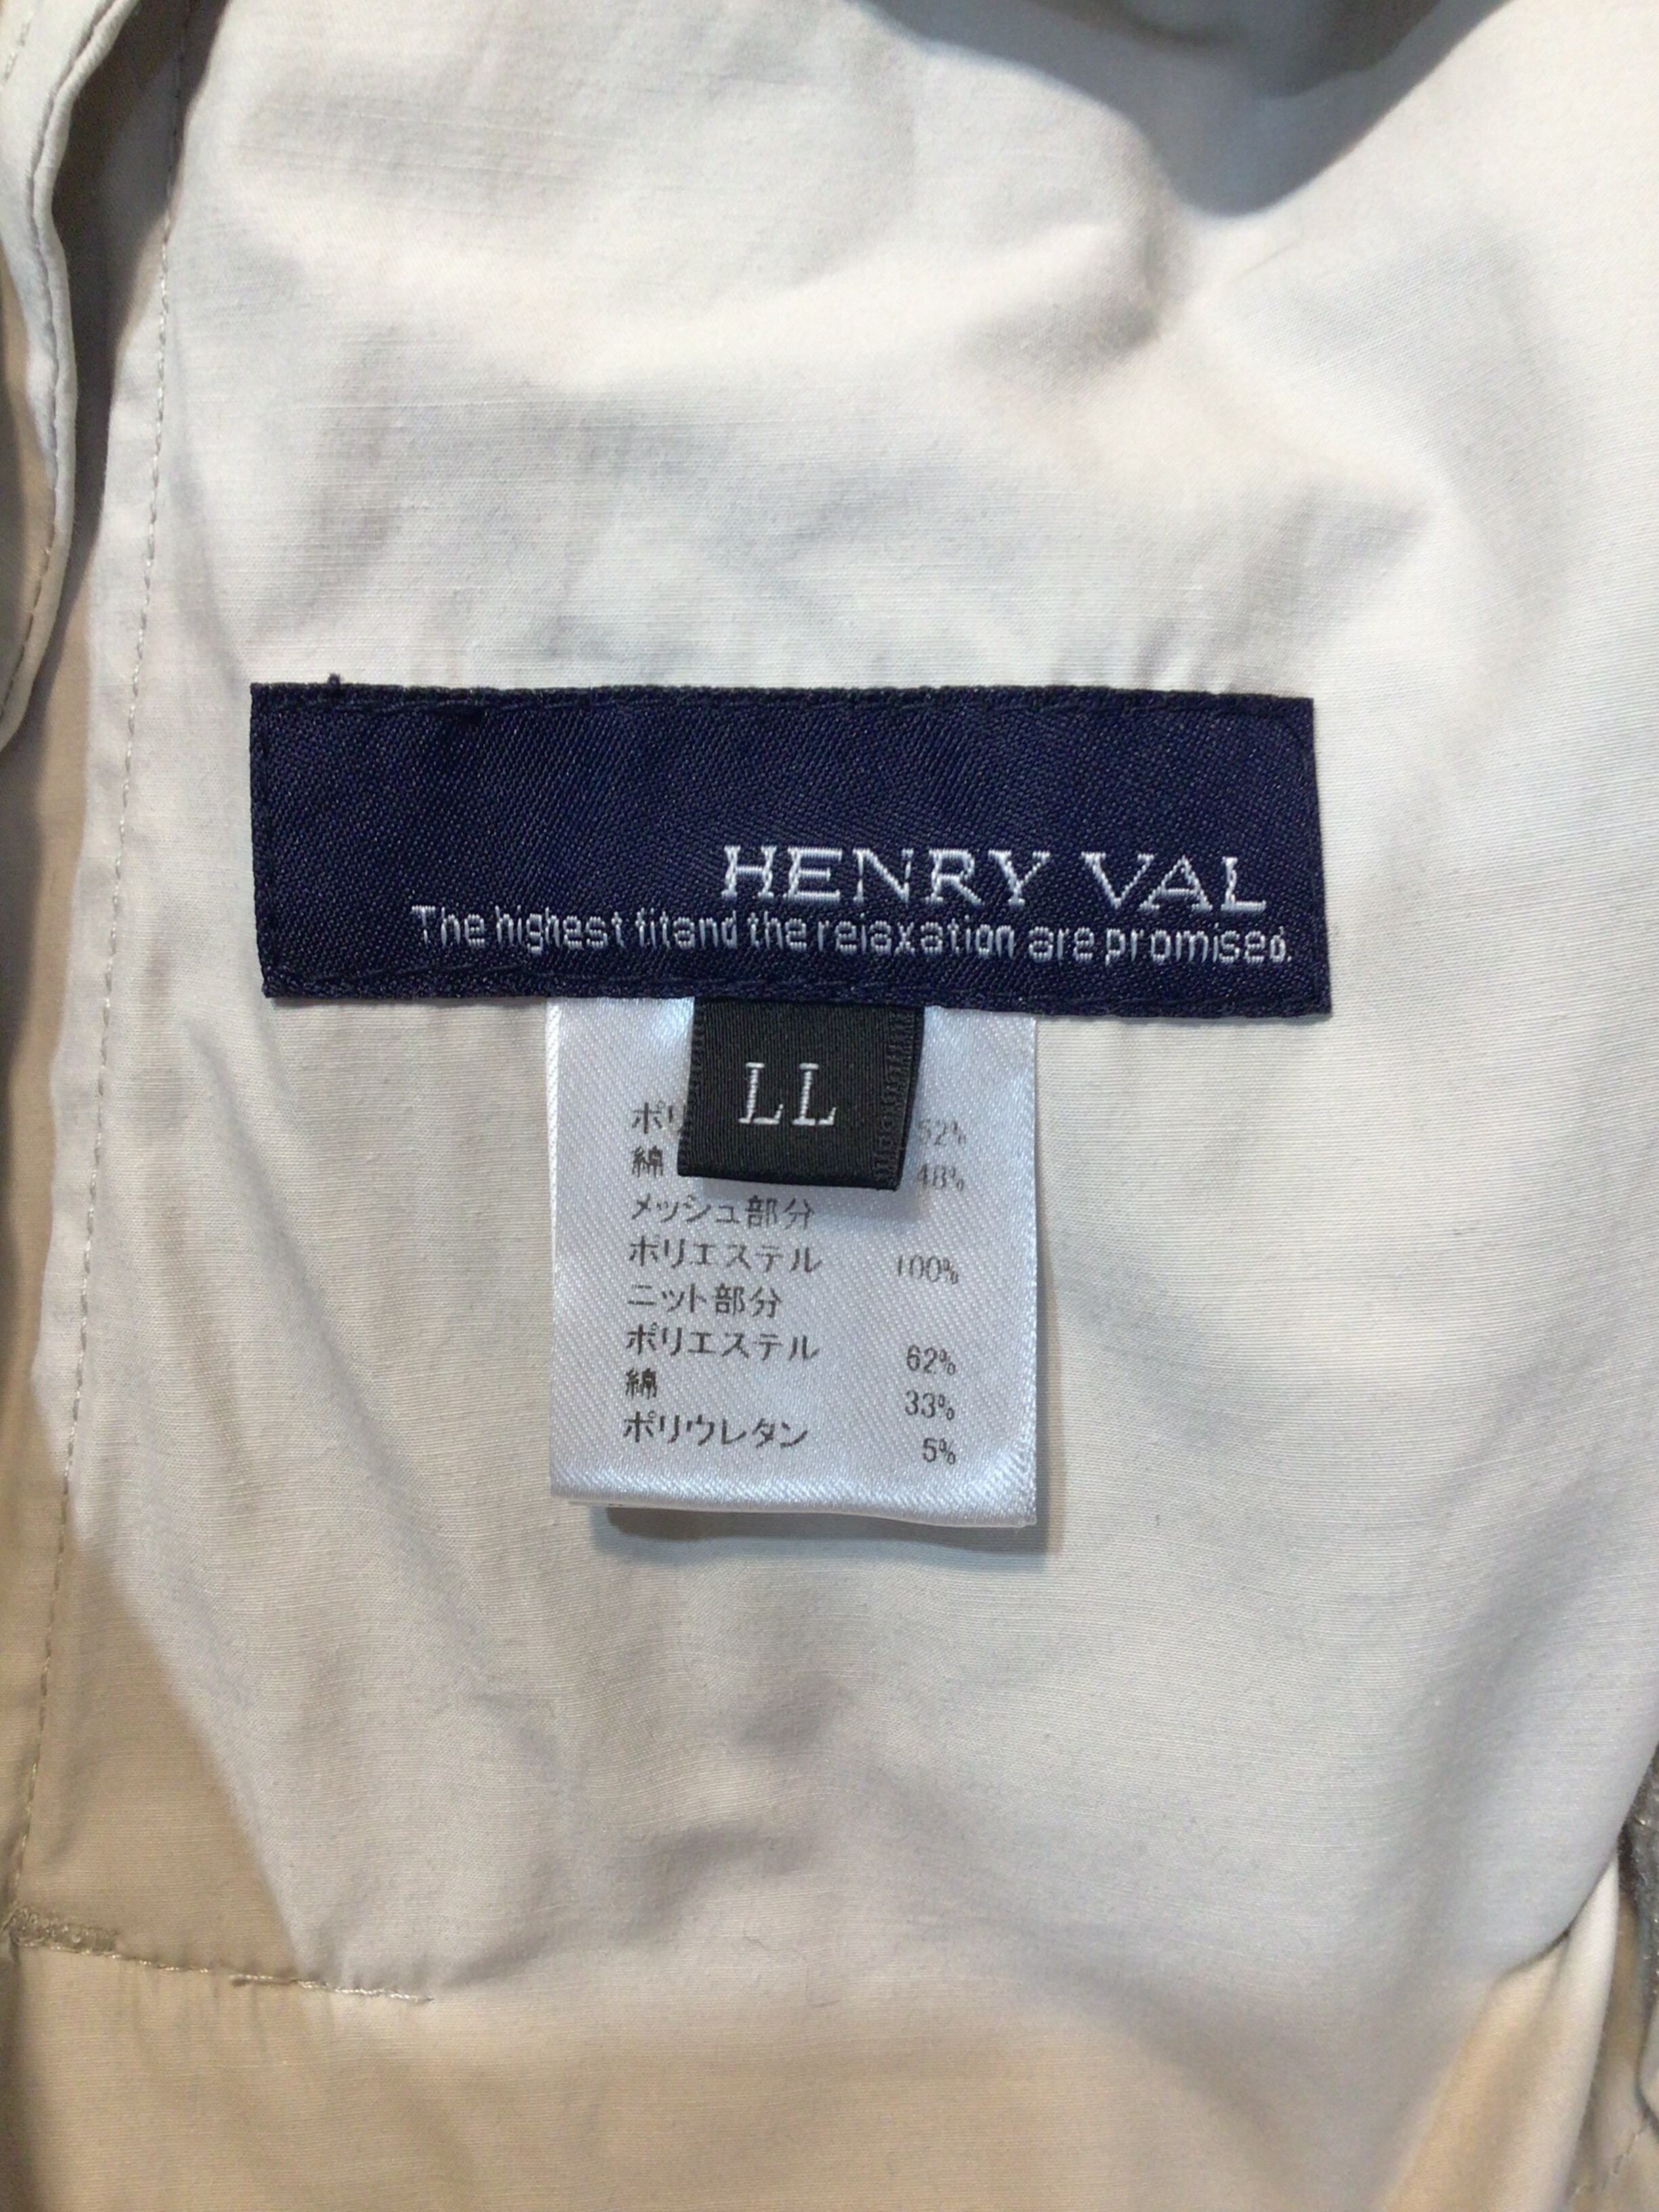 HENRY VAL
The highest fitand the reiaxation are promised.
LL
52%
綿 48%
メッシュ部分
ポリエステル 100%
ニット部分
ポリエステル 62%
綿 33%
ポリウレタン 5%